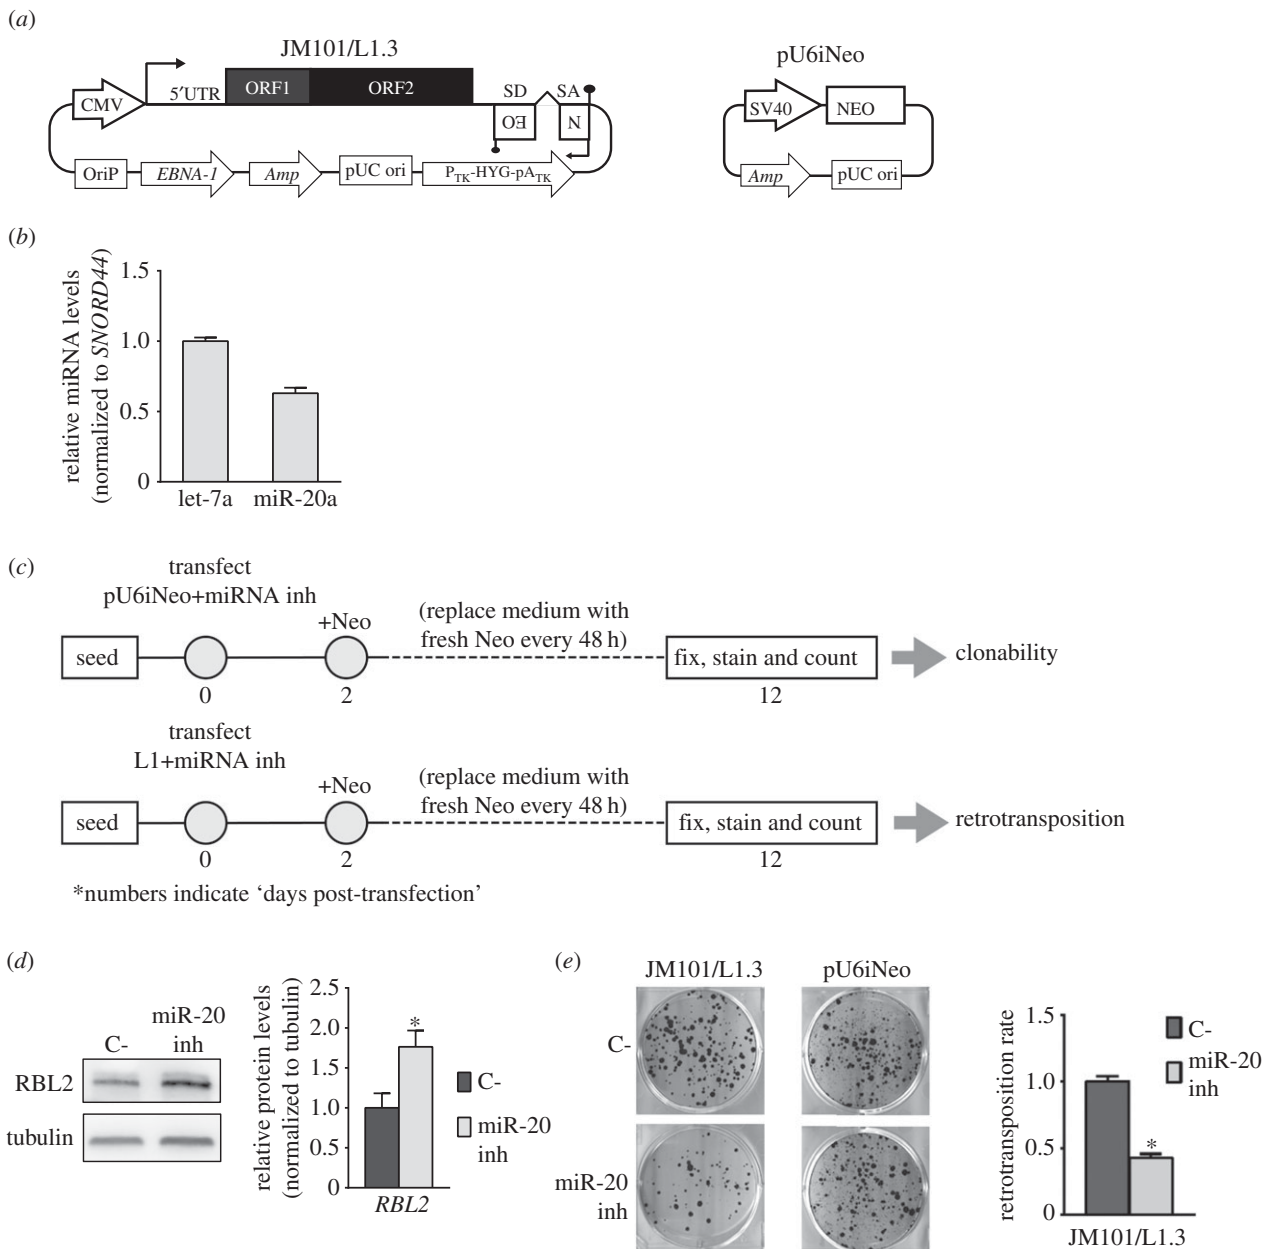 (a)
JM101/L1.3
CMV
5′UTR
ORF1
ORF2
SD
SA
EO
N
OriP
EBNA-1
Amp
pUC ori
PTK-HYG-pATK
pU6iNeo
SV40
NEO
Amp
pUC ori
(b)
relative miRNA levels
(normalized to SNORD44)
1.5
1.0
0.5
0
let-7a
miR-20a
(c)
transfect
pU6iNeo+miRNA inh
seed
0
+Neo
2
(replace medium with
fresh Neo every 48 h)
fix, stain and count
12
clonability
transfect
L1+miRNA inh
seed
0
+Neo
2
(replace medium with
fresh Neo every 48 h)
fix, stain and count
12
retrotransposition
*numbers indicate ‘days post-transfection’
(d)
C-
miR-20
inh
RBL2
tubulin
relative protein levels
(normalized to tubulin)
2.5
2.0
1.5
1.0
0.5
0
*
RBL2
C-
miR-20
inh
(e)
JM101/L1.3
pU6iNeo
C-
miR-20
inh
retrotransposition rate
1.5
1.0
0.5
0
*
JM101/L1.3
C-
miR-20
inh